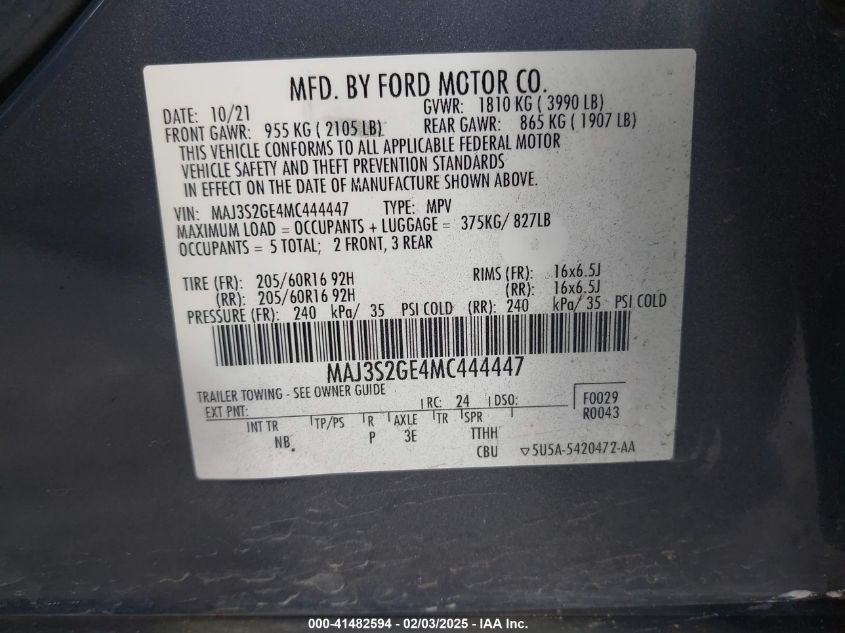 MFD. BY FORD MOTOR CO.
DATE: 10/21 GVWR: 1810 KG ( 3990 LB)
FRONT GAWR: 955 KG ( 2105 LB) REAR GAWR: 865 KG ( 1907 LB)
THIS VEHICLE CONFORMS TO ALL APPLICABLE FEDERAL MOTOR
VEHICLE SAFETY AND THEFT PREVENTION STANDARDS
IN EFFECT ON THE DATE OF MANUFACTURE SHOWN ABOVE.
VIN: MAJ3S2GE4MC444447 TYPE: MPV
MAXIMUM LOAD = OCCUPANTS + LUGGAGE = 375KG/ 827LB
OCCUPANTS = 5 TOTAL; 2 FRONT, 3 REAR
TIRE (FR): 205/60R16 92H RIMS (FR): 16x6.5J
(RR): 205/60R16 92H (RR): 16x6.5J
PRESSURE (FR): 240 kPa/ 35 PSI COLD (RR): 240 kPa/ 35 PSI COLD
MAJ3S2GE4MC444447
TRAILER TOWING - SEE OWNER GUIDE
EXT PNT: RC: 24 DSO: F0029
R0043
INT TR TP/PS R AXLE TR SPR
NB P 3E TTHH
CBU ▽5U5A-5420472-AA
000-41482594 - 02/03/2025 - IAA Inc.